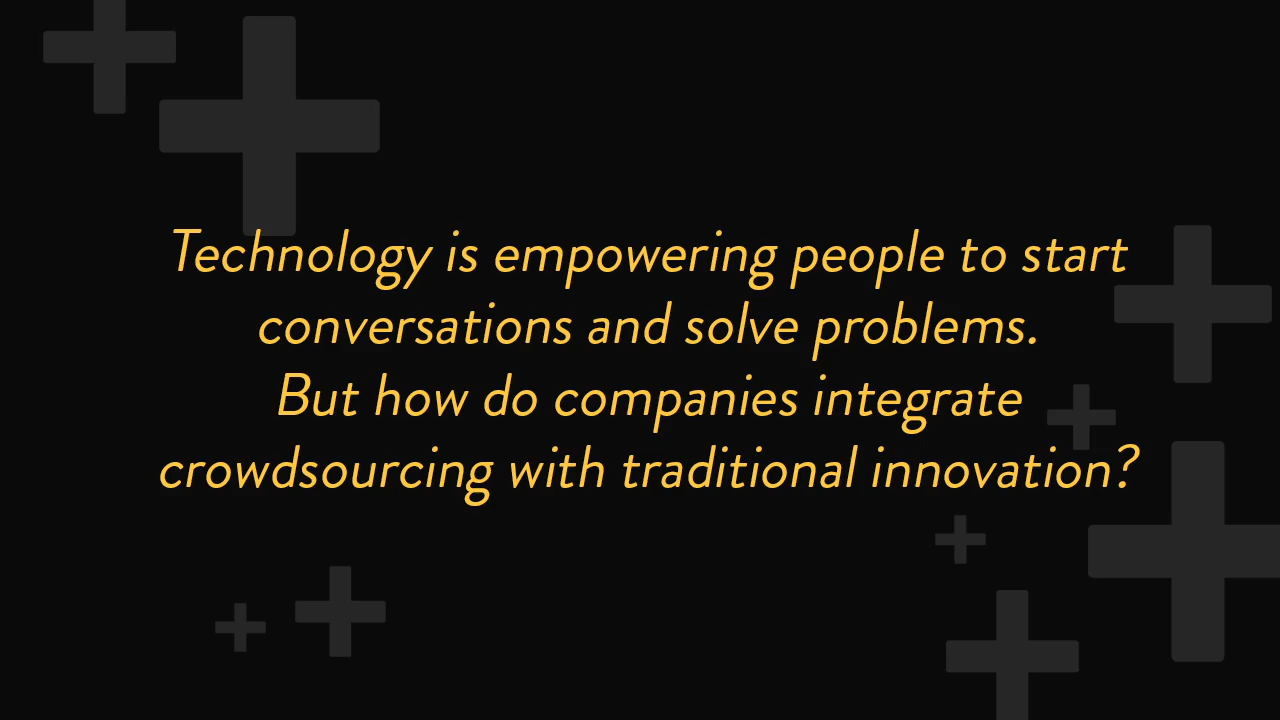 Technology is empowering people to start
conversations and solve problems.
But how do companies integrate
crowdsourcing with traditional innovation?